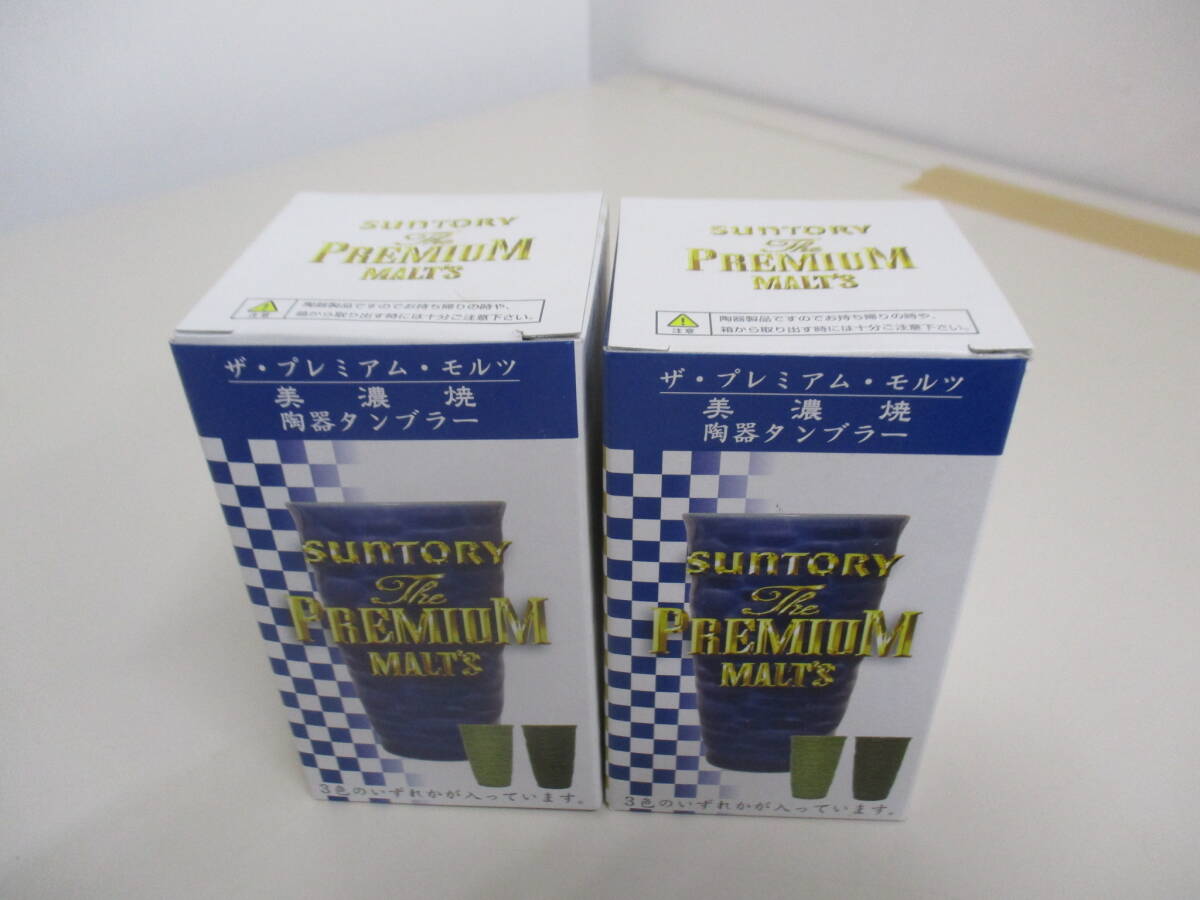 SUNTORY
The
PREMIUM
MALT'S
注意
陶器製品ですのでお持ち帰りの時や、
箱から取り出す時には十分ご注意下さい。
ザ・プレミアム・モルツ
美濃焼
陶器タンブラー
SUNTORY
The
PREMIUM
MALT'S
3色のいずれかが入っています。
SUNTORY
The
PREMIUM
MALT'S
注意
陶器製品ですのでお持ち帰りの時や、
箱から取り出す時には十分ご注意下さい。
ザ・プレミアム・モルツ
美濃焼
陶器タンブラー
SUNTORY
The
PREMIUM
MALT'S
3色のいずれかが入っています。